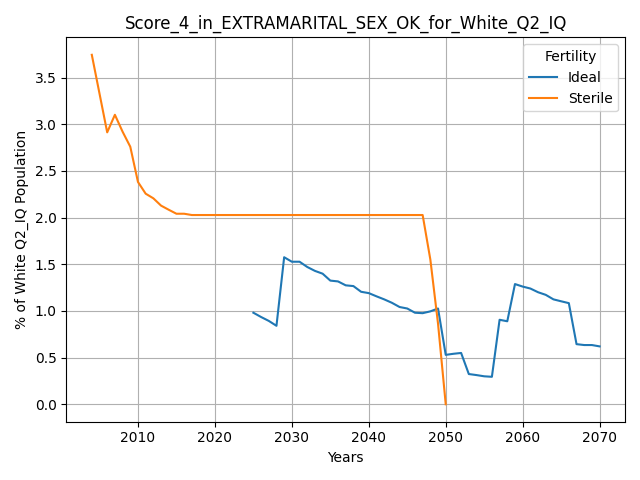 Score_4_in_EXTRAMARITAL_SEX_OK_for_White_Q2_IQ
Fertility
Ideal
Sterile
% of White Q2_IQ Population
3.5
3.0
2.5
2.0
1.5
1.0
0.5
0.0
2010 2020 2030 2040 2050 2060 2070
Years